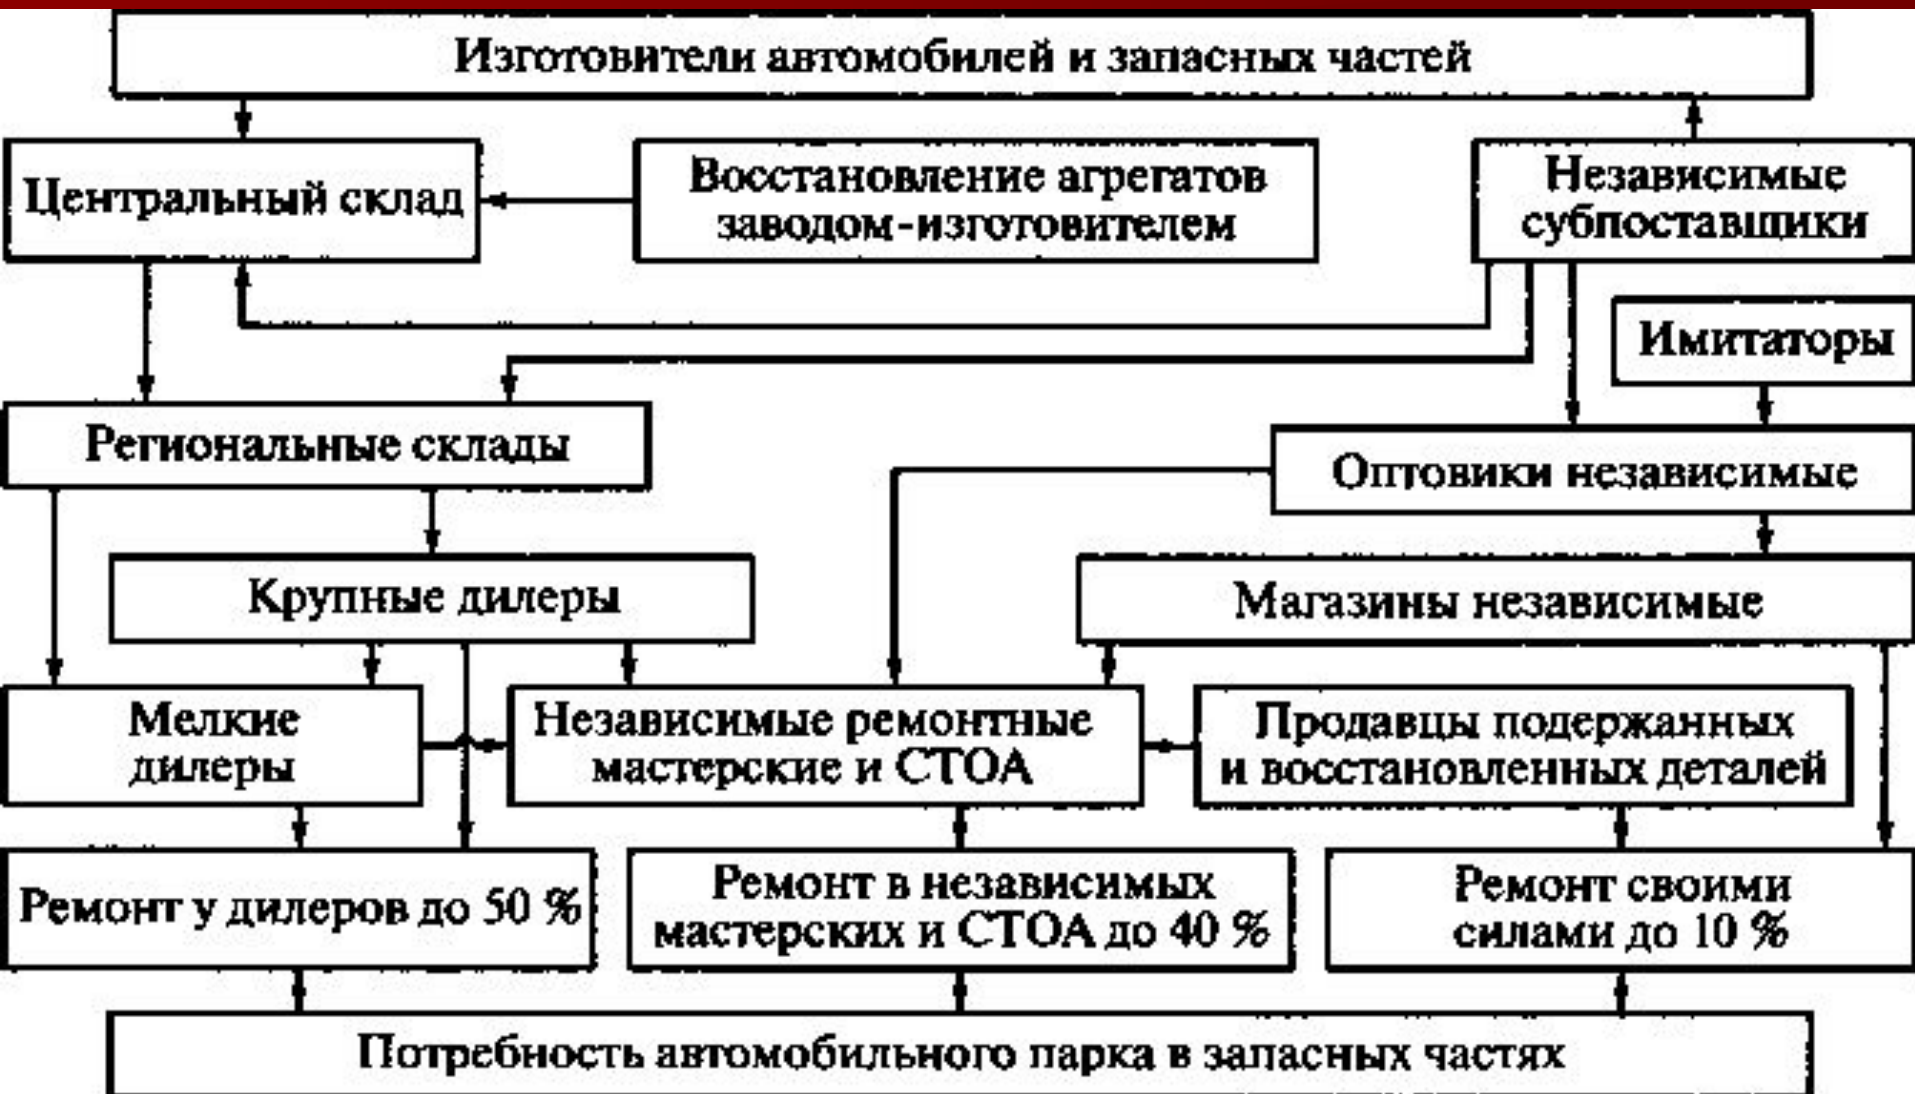 Изготовители автомобилей и запасных частей
Центральный склад
Восстановление агрегатов
заводом-изготовителем
Независимые
субпоставщики
Имитаторы
Региональные склады
Оптовики независимые
Крупные дилеры
Магазины независимые
Мелкие
дилеры
Независимые ремонтные
мастерские и СТОА
Продавцы подержанных
и восстановленных деталей
Ремонт у дилеров до 50 %
Ремонт в независимых
мастерских и СТОА до 40 %
Ремонт своими
силами до 10 %
Потребность автомобильного парка в запасных частях